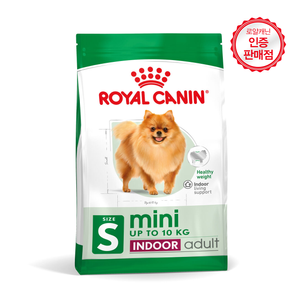 로얄캐닌
인증
판매점
ROYAL CANIN
Healthy
weight
Indoor
living
support
SIZE
S
mini
UP TO 10 KG
INDOOR adult